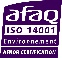 afaq
ISO 14001
Environnement
AFNOR CERTIFICATION